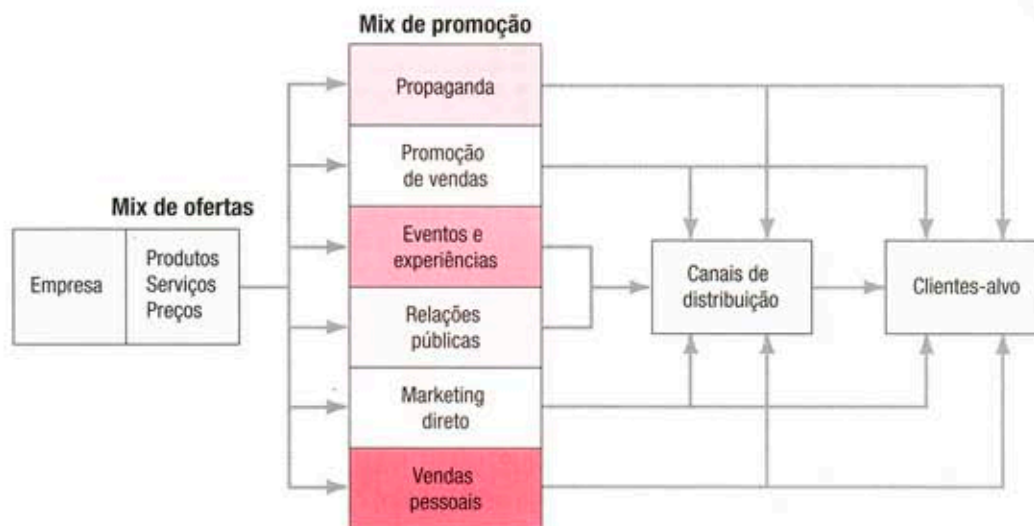 Mix de promoção
Propaganda
Promoção
de vendas
Mix de ofertas
Eventos e
experiências
Empresa
Produtos
Serviços
Preços
Canais de
distribuição
Clientes-alvo
Relações
públicas
Marketing
direto
Vendas
pessoais